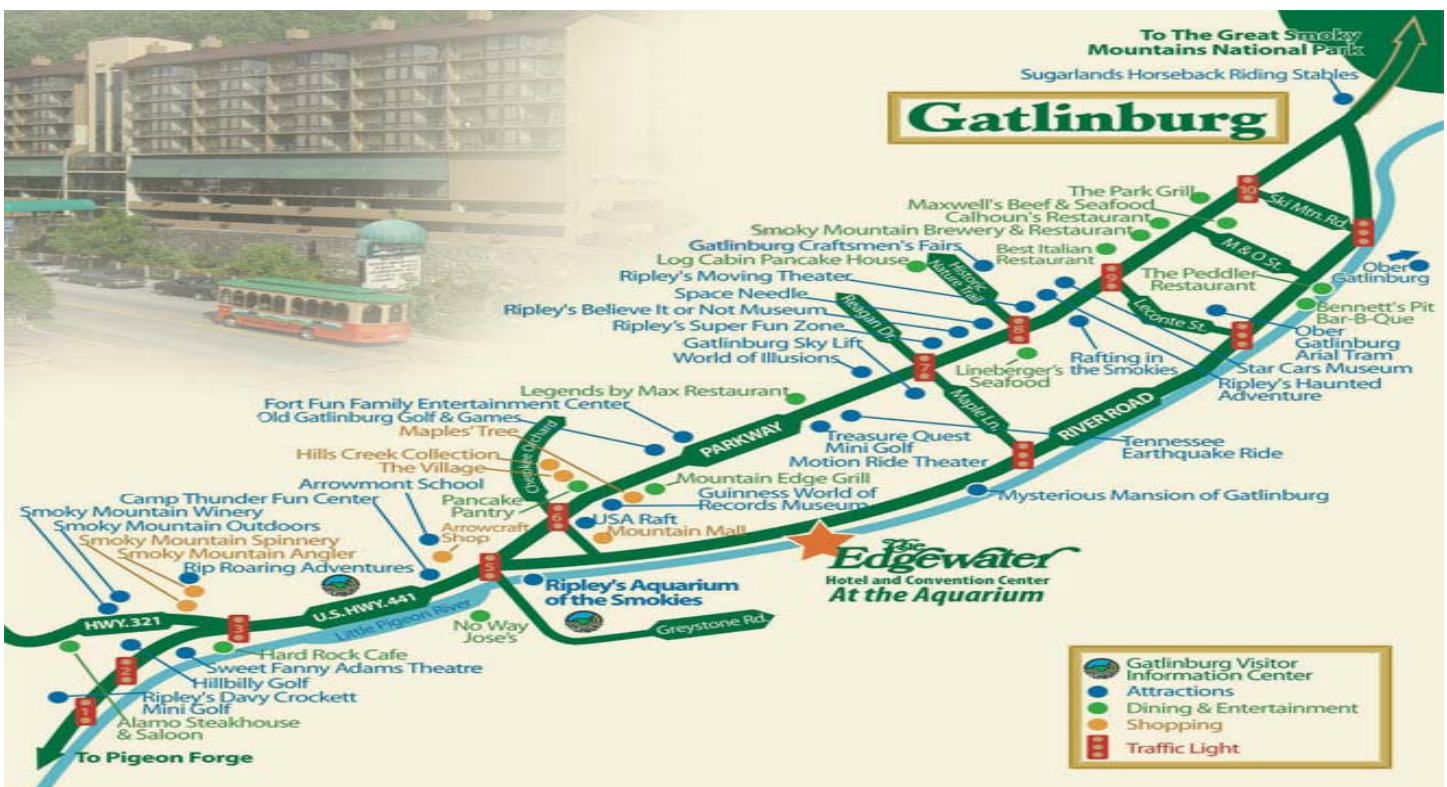 To The Great Smoky
Mountains National Park
Sugarlands Horseback Riding Stables
Gatlinburg
The Park Grill
Maxwell's Beef & Seafood
Calhoun's Restaurant
Smoky Mountain Brewery & Restaurant
Gatlinburg Craftsmen's Fairs
Log Cabin Pancake House
Ripley's Moving Theater
Space Needle
Ripley's Believe It or Not Museum
Ripley's Super Fun Zone
Gatlinburg Sky Lift
World of Illusions
Best Italian
Restaurant
Historic
Nature Trail
Reagan Dr.
10
Ski Mtn. Rd.
M & O St.
The Peddler
Restaurant
Ober
Gatlinburg
Bennett's Pit
Bar-B-Que
9
Leconte St.
8
7
Ober
Gatlinburg
Arial Tram
Star Cars Museum
Ripley's Haunted
Adventure
Rafting in
the Smokies
Lineberger's
Seafood
Legends by Max Restaurant
Fort Fun Family Entertainment Center
Old Gatlinburg Golf & Games
Maples' Tree
Hills Creek Collection
The Village
Cherokee Orchard
PARKWAY
Maple Ln.
RIVER ROAD
Treasure Quest
Mini Golf
Motion Ride Theater
Tennessee
Earthquake Ride
Mysterious Mansion of Gatlinburg
Arrowmont School
Camp Thunder Fun Center
Smoky Mountain Winery
Smoky Mountain Outdoors
Smoky Mountain Spinnery
Smoky Mountain Angler
Rip Roaring Adventures
Pancake
Pantry
Arrowcraft
Shop
6
Mountain Edge Grill
Guinness World of
Records Museum
USA Raft
Mountain Mall
5
The
Edgewater
Hotel and Convention Center
At the Aquarium
Ripley's Aquarium
of the Smokies
U.S.HWY.441
Little Pigeon River
HWY.321
3
No Way
Jose's
Greystone Rd.
Hard Rock Cafe
Sweet Fanny Adams Theatre
Hillbilly Golf
2
Ripley's Davy Crockett
Mini Golf
1
Alamo Steakhouse
& Saloon
To Pigeon Forge
Gatlinburg Visitor
Information Center
Attractions
Dining & Entertainment
Shopping
Traffic Light